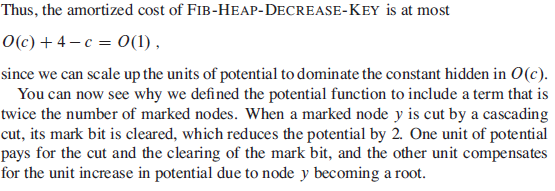 Thus, the amortized cost of FIB-HEAP-DECREASE-KEY is at most
O(c) + 4 − c = O(1) ,
since we can scale up the units of potential to dominate the constant hidden in O(c).
You can now see why we defined the potential function to include a term that is
twice the number of marked nodes. When a marked node y is cut by a cascading
cut, its mark bit is cleared, which reduces the potential by 2. One unit of potential
pays for the cut and the clearing of the mark bit, and the other unit compensates
for the unit increase in potential due to node y becoming a root.